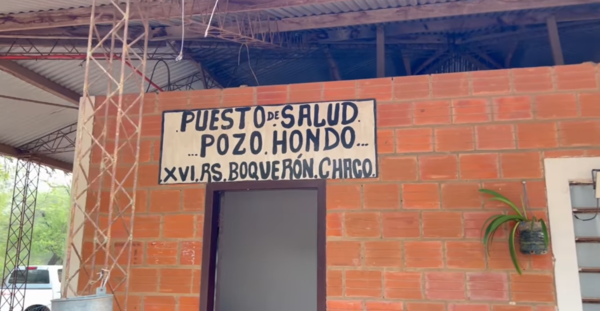 PUESTO DE SALUD
POZO HONDO
XVI.RS.BOQUERÓN.CHACO.